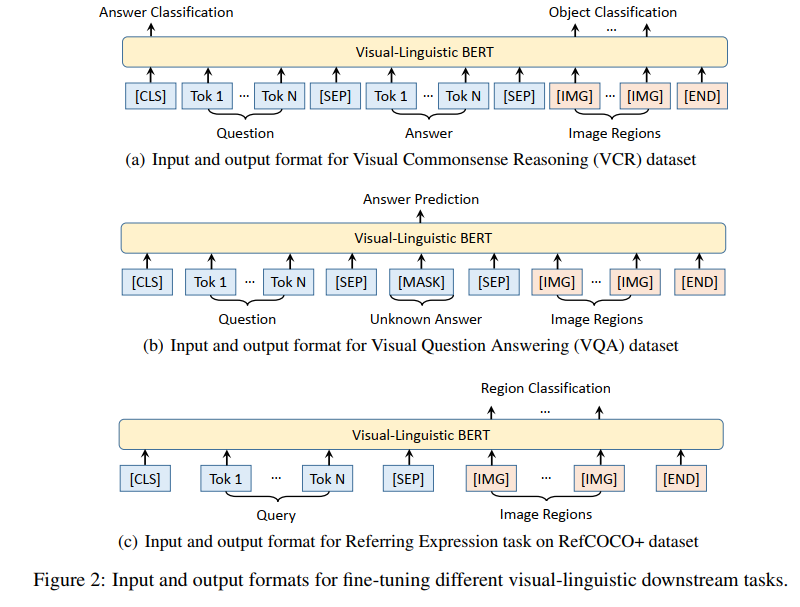 Answer Classification Object Classification
...
Visual-Linguistic BERT
[CLS] Tok 1 ... Tok N [SEP] Tok 1 ... Tok N [SEP] [IMG] ... [IMG] [END]
Question Answer Image Regions
(a) Input and output format for Visual Commonsense Reasoning (VCR) dataset
Answer Prediction
Visual-Linguistic BERT
[CLS] Tok 1 ... Tok N [SEP] [MASK] [SEP] [IMG] ... [IMG] [END]
Question Unknown Answer Image Regions
(b) Input and output format for Visual Question Answering (VQA) dataset
Region Classification
...
Visual-Linguistic BERT
[CLS] Tok 1 ... Tok N [SEP] [IMG] ... [IMG] [END]
Query Image Regions
(c) Input and output format for Referring Expression task on RefCOCO+ dataset
Figure 2: Input and output formats for fine-tuning different visual-linguistic downstream tasks.